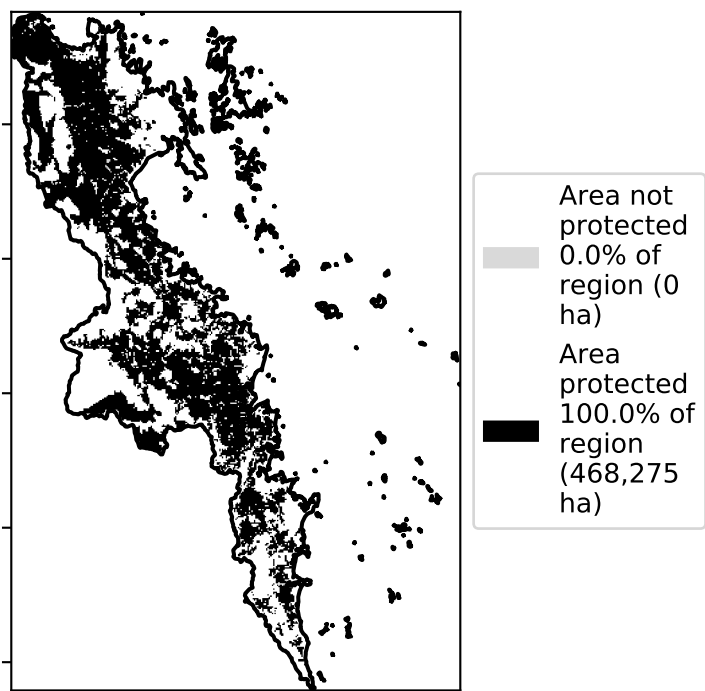 Area not
protected
0.0% of
region (0
ha)
Area
protected
100.0% of
region
(468,275
ha)